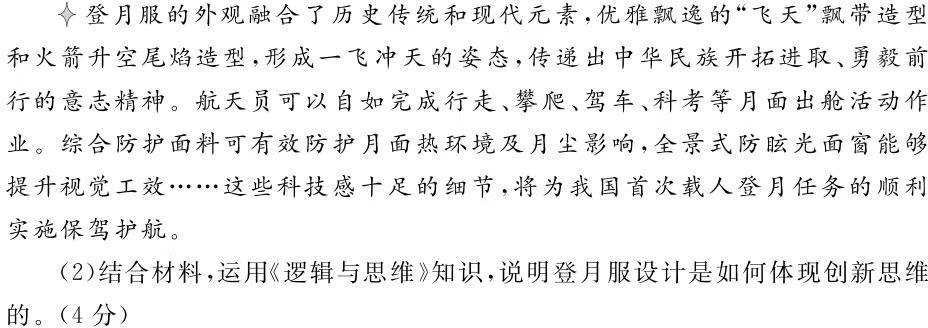 ✧登月服的外观融合了历史传统和现代元素,优雅飘逸的“飞天”飘带造型
和火箭升空尾焰造型,形成一飞冲天的姿态,传递出中华民族开拓进取、勇毅前
行的意志精神。航天员可以自如完成行走、攀爬、驾车、科考等月面出舱活动作
业。综合防护面料可有效防护月面热环境及月尘影响,全景式防眩光面窗能够
提升视觉工效……这些科技感十足的细节,将为我国首次载人登月任务的顺利
实施保驾护航。
(2)结合材料,运用《逻辑与思维》知识,说明登月服设计是如何体现创新思维
的。(4分)